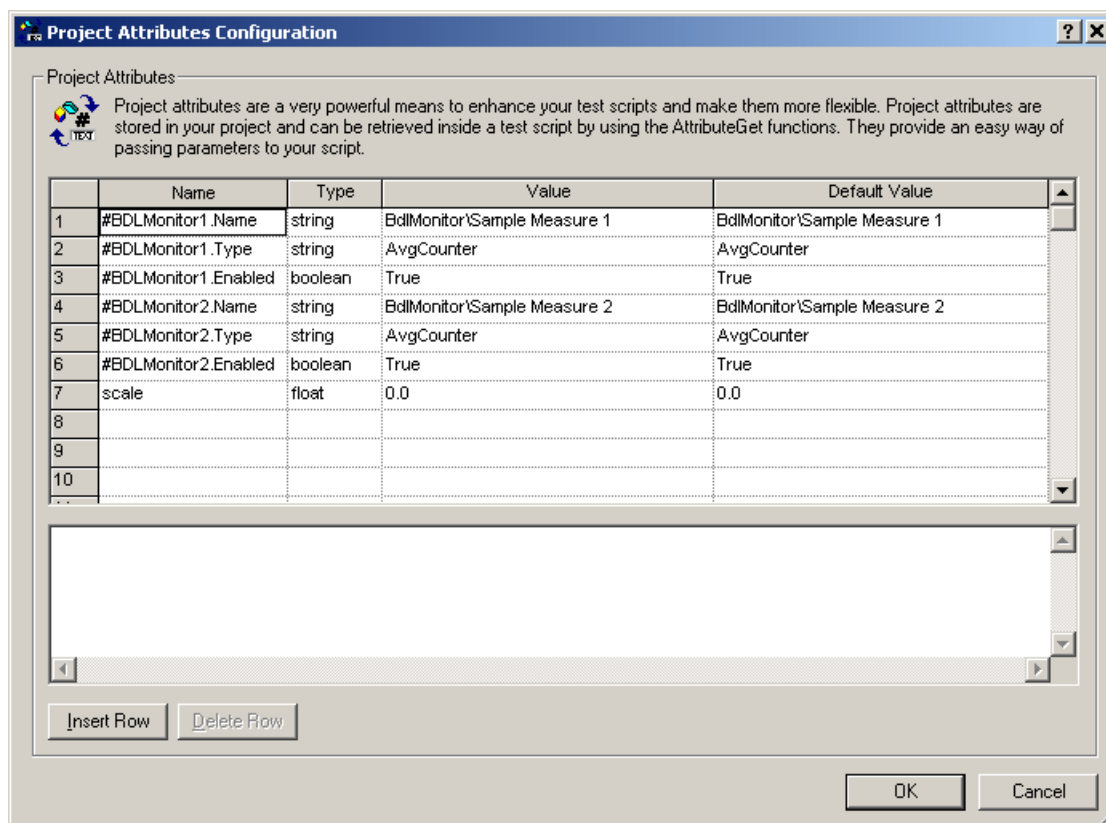 Project Attributes Configuration
Project Attributes
# TEXT
Project attributes are a very powerful means to enhance your test scripts and make them more flexible. Project attributes are
stored in your project and can be retrieved inside a test script by using the AttributeGet functions. They provide an easy way of
passing parameters to your script.
Name Type Value Default Value
1 #BDLMonitor1.Name string BdlMonitor\Sample Measure 1 BdlMonitor\Sample Measure 1
2 #BDLMonitor1.Type string AvgCounter AvgCounter
3 #BDLMonitor1.Enabled boolean True True
4 #BDLMonitor2.Name string BdlMonitor\Sample Measure 2 BdlMonitor\Sample Measure 2
5 #BDLMonitor2.Type string AvgCounter AvgCounter
6 #BDLMonitor2.Enabled boolean True True
7 scale float 0.0 0.0
8
9
10
Insert Row Delete Row
OK Cancel